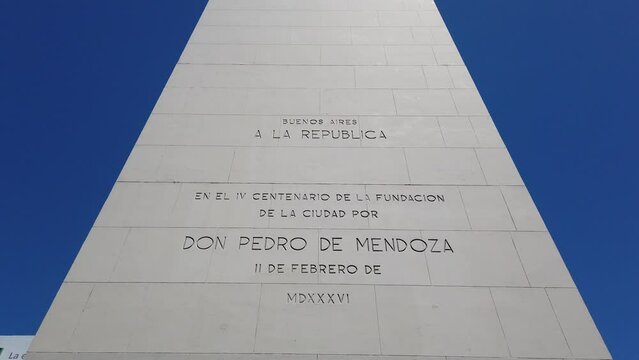 BUENOS AIRES
A LA REPUBLICA
EN EL IV CENTENARIO DE LA FUNDACION
DE LA CIUDAD POR
DON PEDRO DE MENDOZA
II DE FEBRERO DE
MDXXXVI
La